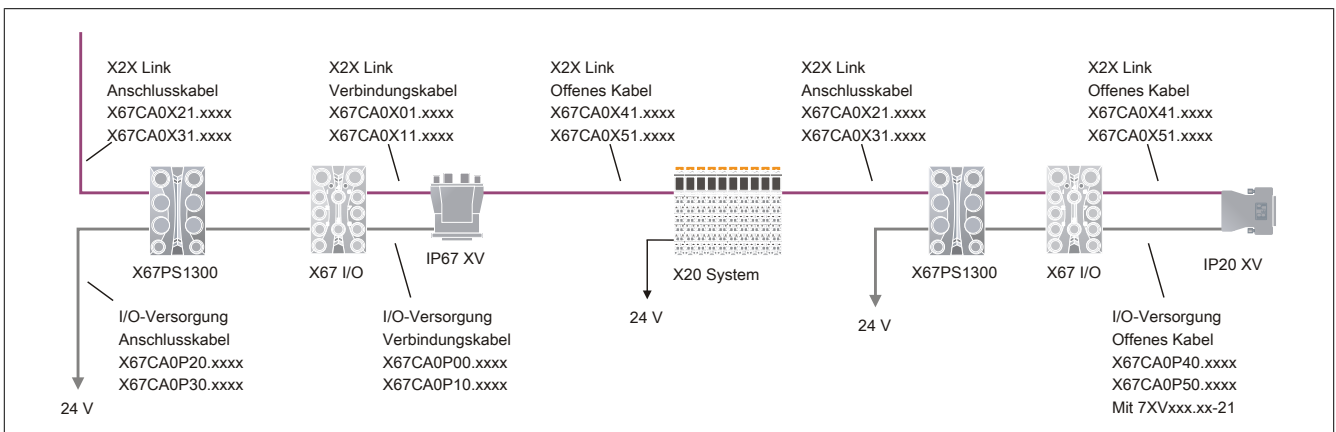 X2X Link
Anschlusskabel
X67CA0X21.xxxx
X67CA0X31.xxxx
X2X Link
Verbindungskabel
X67CA0X01.xxxx
X67CA0X11.xxxx
X2X Link
Offenes Kabel
X67CA0X41.xxxx
X67CA0X51.xxxx
X2X Link
Anschlusskabel
X67CA0X21.xxxx
X67CA0X31.xxxx
X2X Link
Offenes Kabel
X67CA0X41.xxxx
X67CA0X51.xxxx
X67PS1300
X67 I/O
IP67 XV
X20 System
X67PS1300
X67 I/O
IP20 XV
I/O-Versorgung
Anschlusskabel
X67CA0P20.xxxx
X67CA0P30.xxxx
24 V
I/O-Versorgung
Verbindungskabel
X67CA0P00.xxxx
X67CA0P10.xxxx
24 V
24 V
I/O-Versorgung
Offenes Kabel
X67CA0P40.xxxx
X67CA0P50.xxxx
Mit 7XVxxx.xx-21